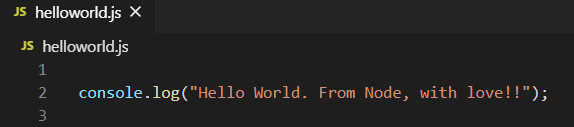 JS helloworld.js ×
JS helloworld.js
1
2 console.log("Hello World. From Node, with love!!");
3